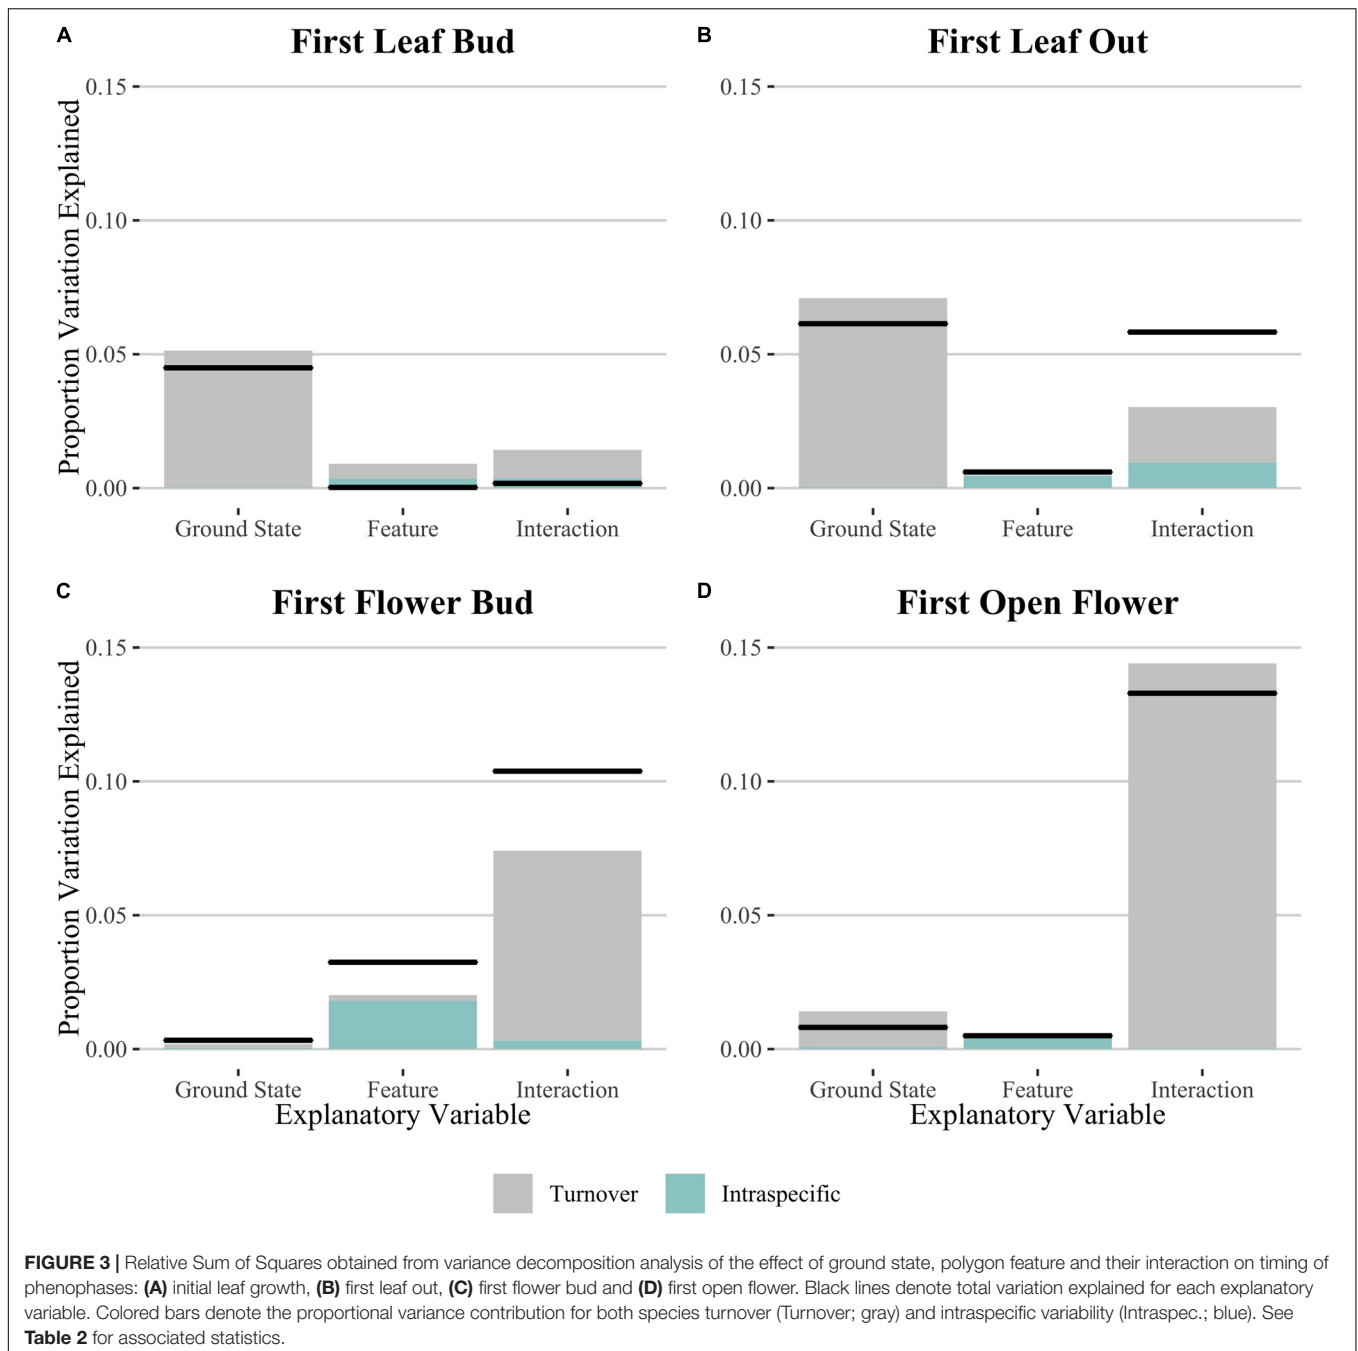 A
First Leaf Bud
Proportion Variation Explained
0.15
0.10
0.05
0.00
Ground State Feature Interaction
B
First Leaf Out
0.15
0.10
0.05
0.00
Ground State Feature Interaction
C
First Flower Bud
Proportion Variation Explained
0.15
0.10
0.05
0.00
Ground State Feature Interaction
Explanatory Variable
D
First Open Flower
0.15
0.10
0.05
0.00
Ground State Feature Interaction
Explanatory Variable
Turnover Intraspecific
FIGURE 3 | Relative Sum of Squares obtained from variance decomposition analysis of the effect of ground state, polygon feature and their interaction on timing of
phenophases: (A) initial leaf growth, (B) first leaf out, (C) first flower bud and (D) first open flower. Black lines denote total variation explained for each explanatory
variable. Colored bars denote the proportional variance contribution for both species turnover (Turnover; gray) and intraspecific variability (Intraspec.; blue). See
Table 2 for associated statistics.